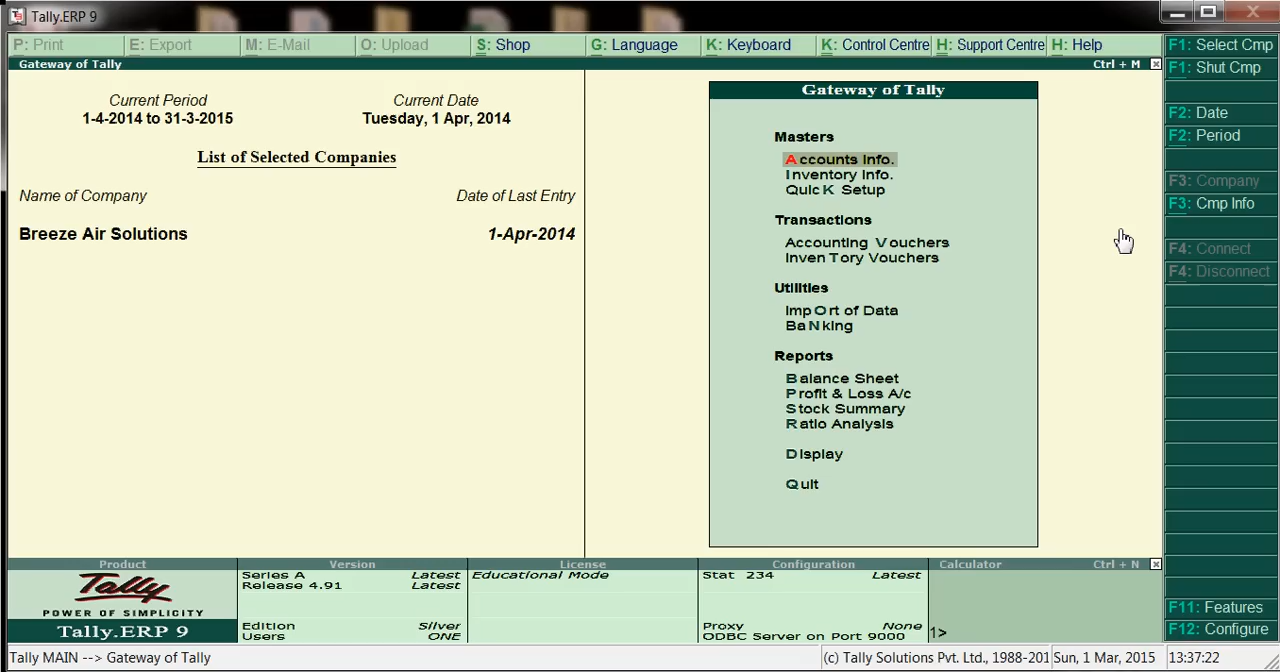 Tally.ERP 9
P: Print E: Export M: E-Mail O: Upload S: Shop G: Language K: Keyboard K: Control Centre H: Support Centre H: Help
Gateway of Tally Ctrl + M
Current Period Current Date
1-4-2014 to 31-3-2015 Tuesday, 1 Apr, 2014
List of Selected Companies
Name of Company Date of Last Entry
Breeze Air Solutions 1-Apr-2014
Gateway of Tally
Masters
Accounts Info.
Inventory Info.
QuicK Setup
Transactions
Accounting Vouchers
InvenTory Vouchers
Utilities
ImpOrt of Data
BaNking
Reports
Balance Sheet
Profit & Loss A/c
Stock Summary
Ratio Analysis
Display
Quit
F1: Select Cmp
F1: Shut Cmp
F2: Date
F2: Period
F3: Company
F3: Cmp Info
F4: Connect
F4: Disconnect
F11: Features
F12: Configure
Product
Tally
POWER OF SIMPLICITY
Tally.ERP 9
Version
Series A Latest
Release 4.91 Latest
Edition Silver
Users ONE
License
Educational Mode
Configuration
Stat 234 Latest
Proxy None
ODBC Server on Port 9000
Calculator Ctrl + N
1>
Tally MAIN --> Gateway of Tally (c) Tally Solutions Pvt. Ltd., 1988-201 Sun, 1 Mar, 2015 13:37:22